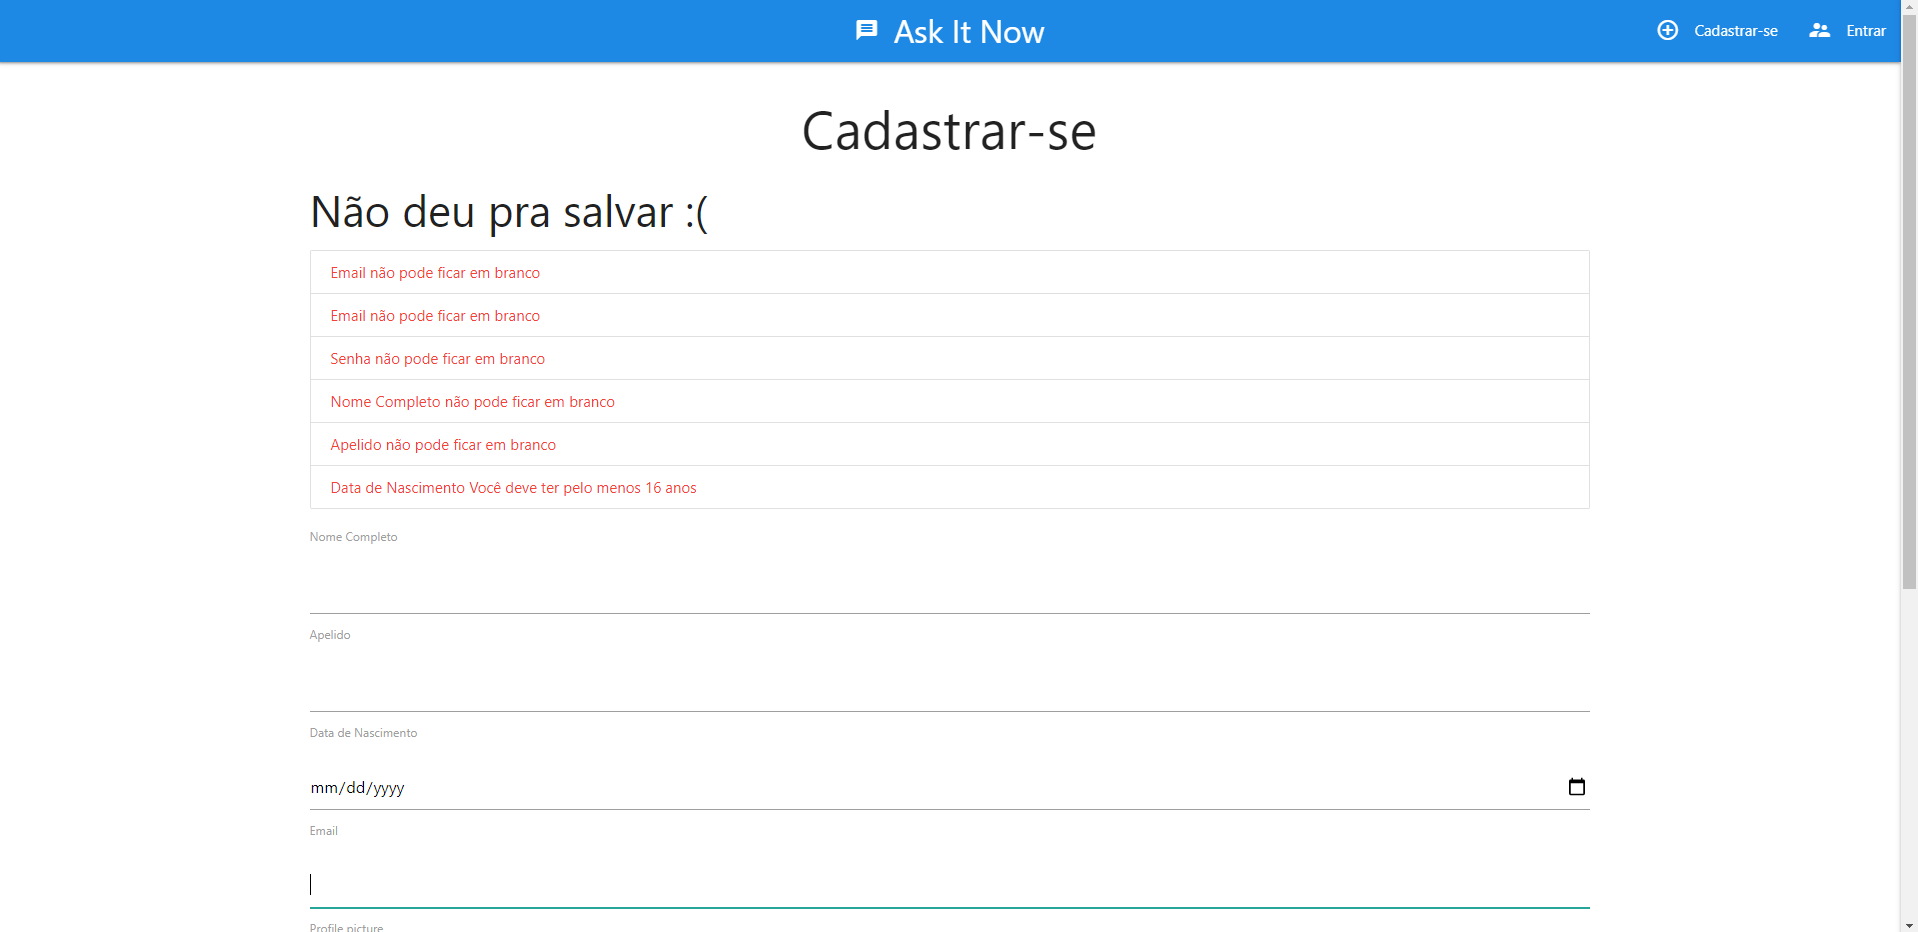 Ask It Now
Cadastrar-se
Entrar
Cadastrar-se
Não deu pra salvar :(
Email não pode ficar em branco
Email não pode ficar em branco
Senha não pode ficar em branco
Nome Completo não pode ficar em branco
Apelido não pode ficar em branco
Data de Nascimento Você deve ter pelo menos 16 anos
Nome Completo
Apelido
Data de Nascimento
mm/dd/yyyy
Email
Profile picture